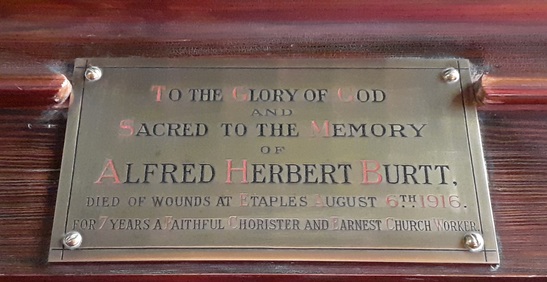 TO THE GLORY OF GOD
AND
SACRED TO THE MEMORY
OF
ALFRED HERBERT BURTT,
DIED OF WOUNDS AT ETAPLES AUGUST 6TH 1916.
FOR 7 YEARS A FAITHFUL CHORISTER AND EARNEST CHURCH WORKER